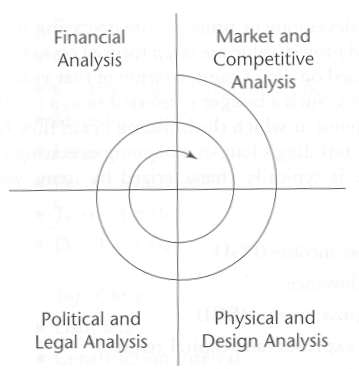 Financial
Analysis
Market and
Competitive
Analysis
Political and
Legal Analysis
Physical and
Design Analysis